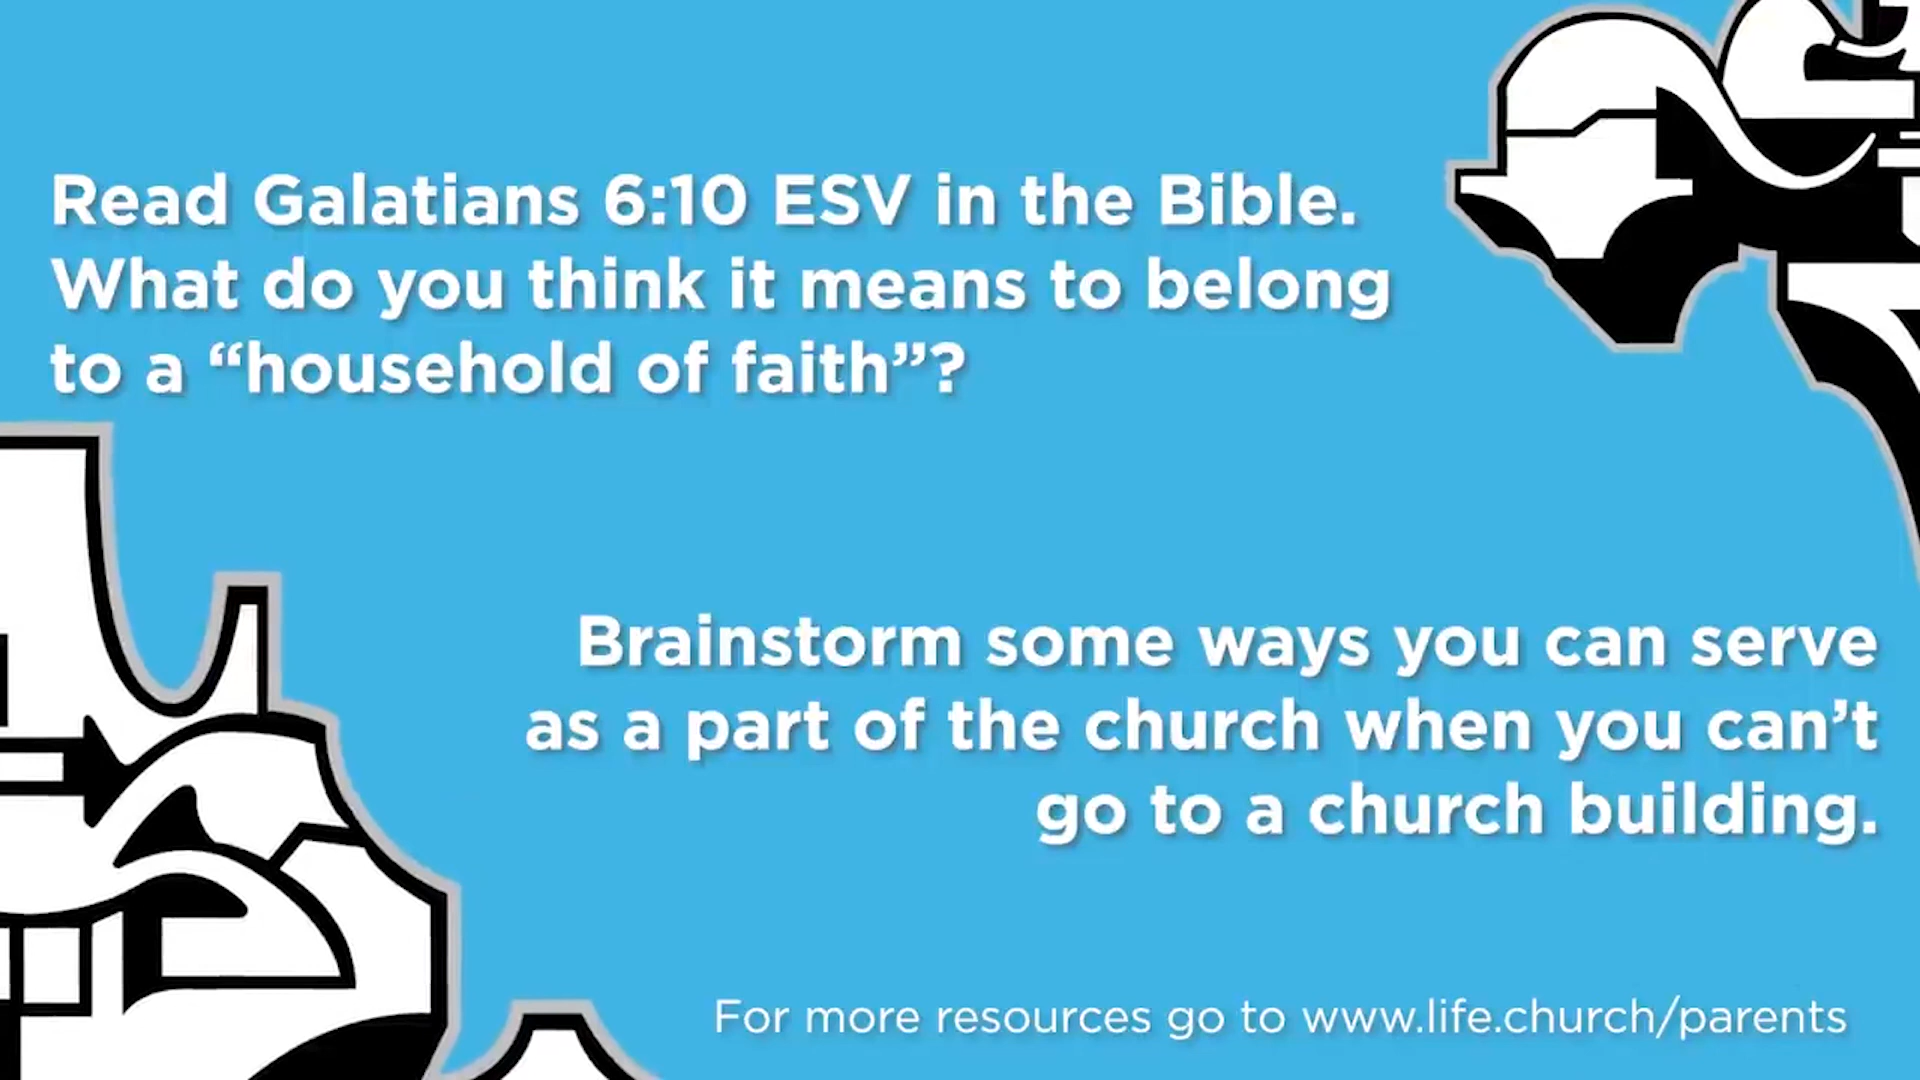 Read Galatians 6:10 ESV in the Bible.
What do you think it means to belong
to a “household of faith”?
Brainstorm some ways you can serve
as a part of the church when you can’t
go to a church building.
For more resources go to www.life.church/parents